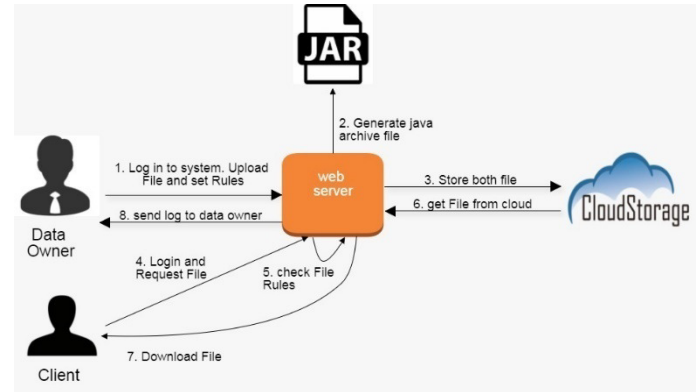 JAR
2. Generate java
archive file
1. Log in to system. Upload
File and set Rules
web
server
3. Store both file
8. send log to data owner
6. get File from cloud
CloudStorage
Data
Owner
4. Login and
Request File
5. check File
Rules
7. Download File
Client